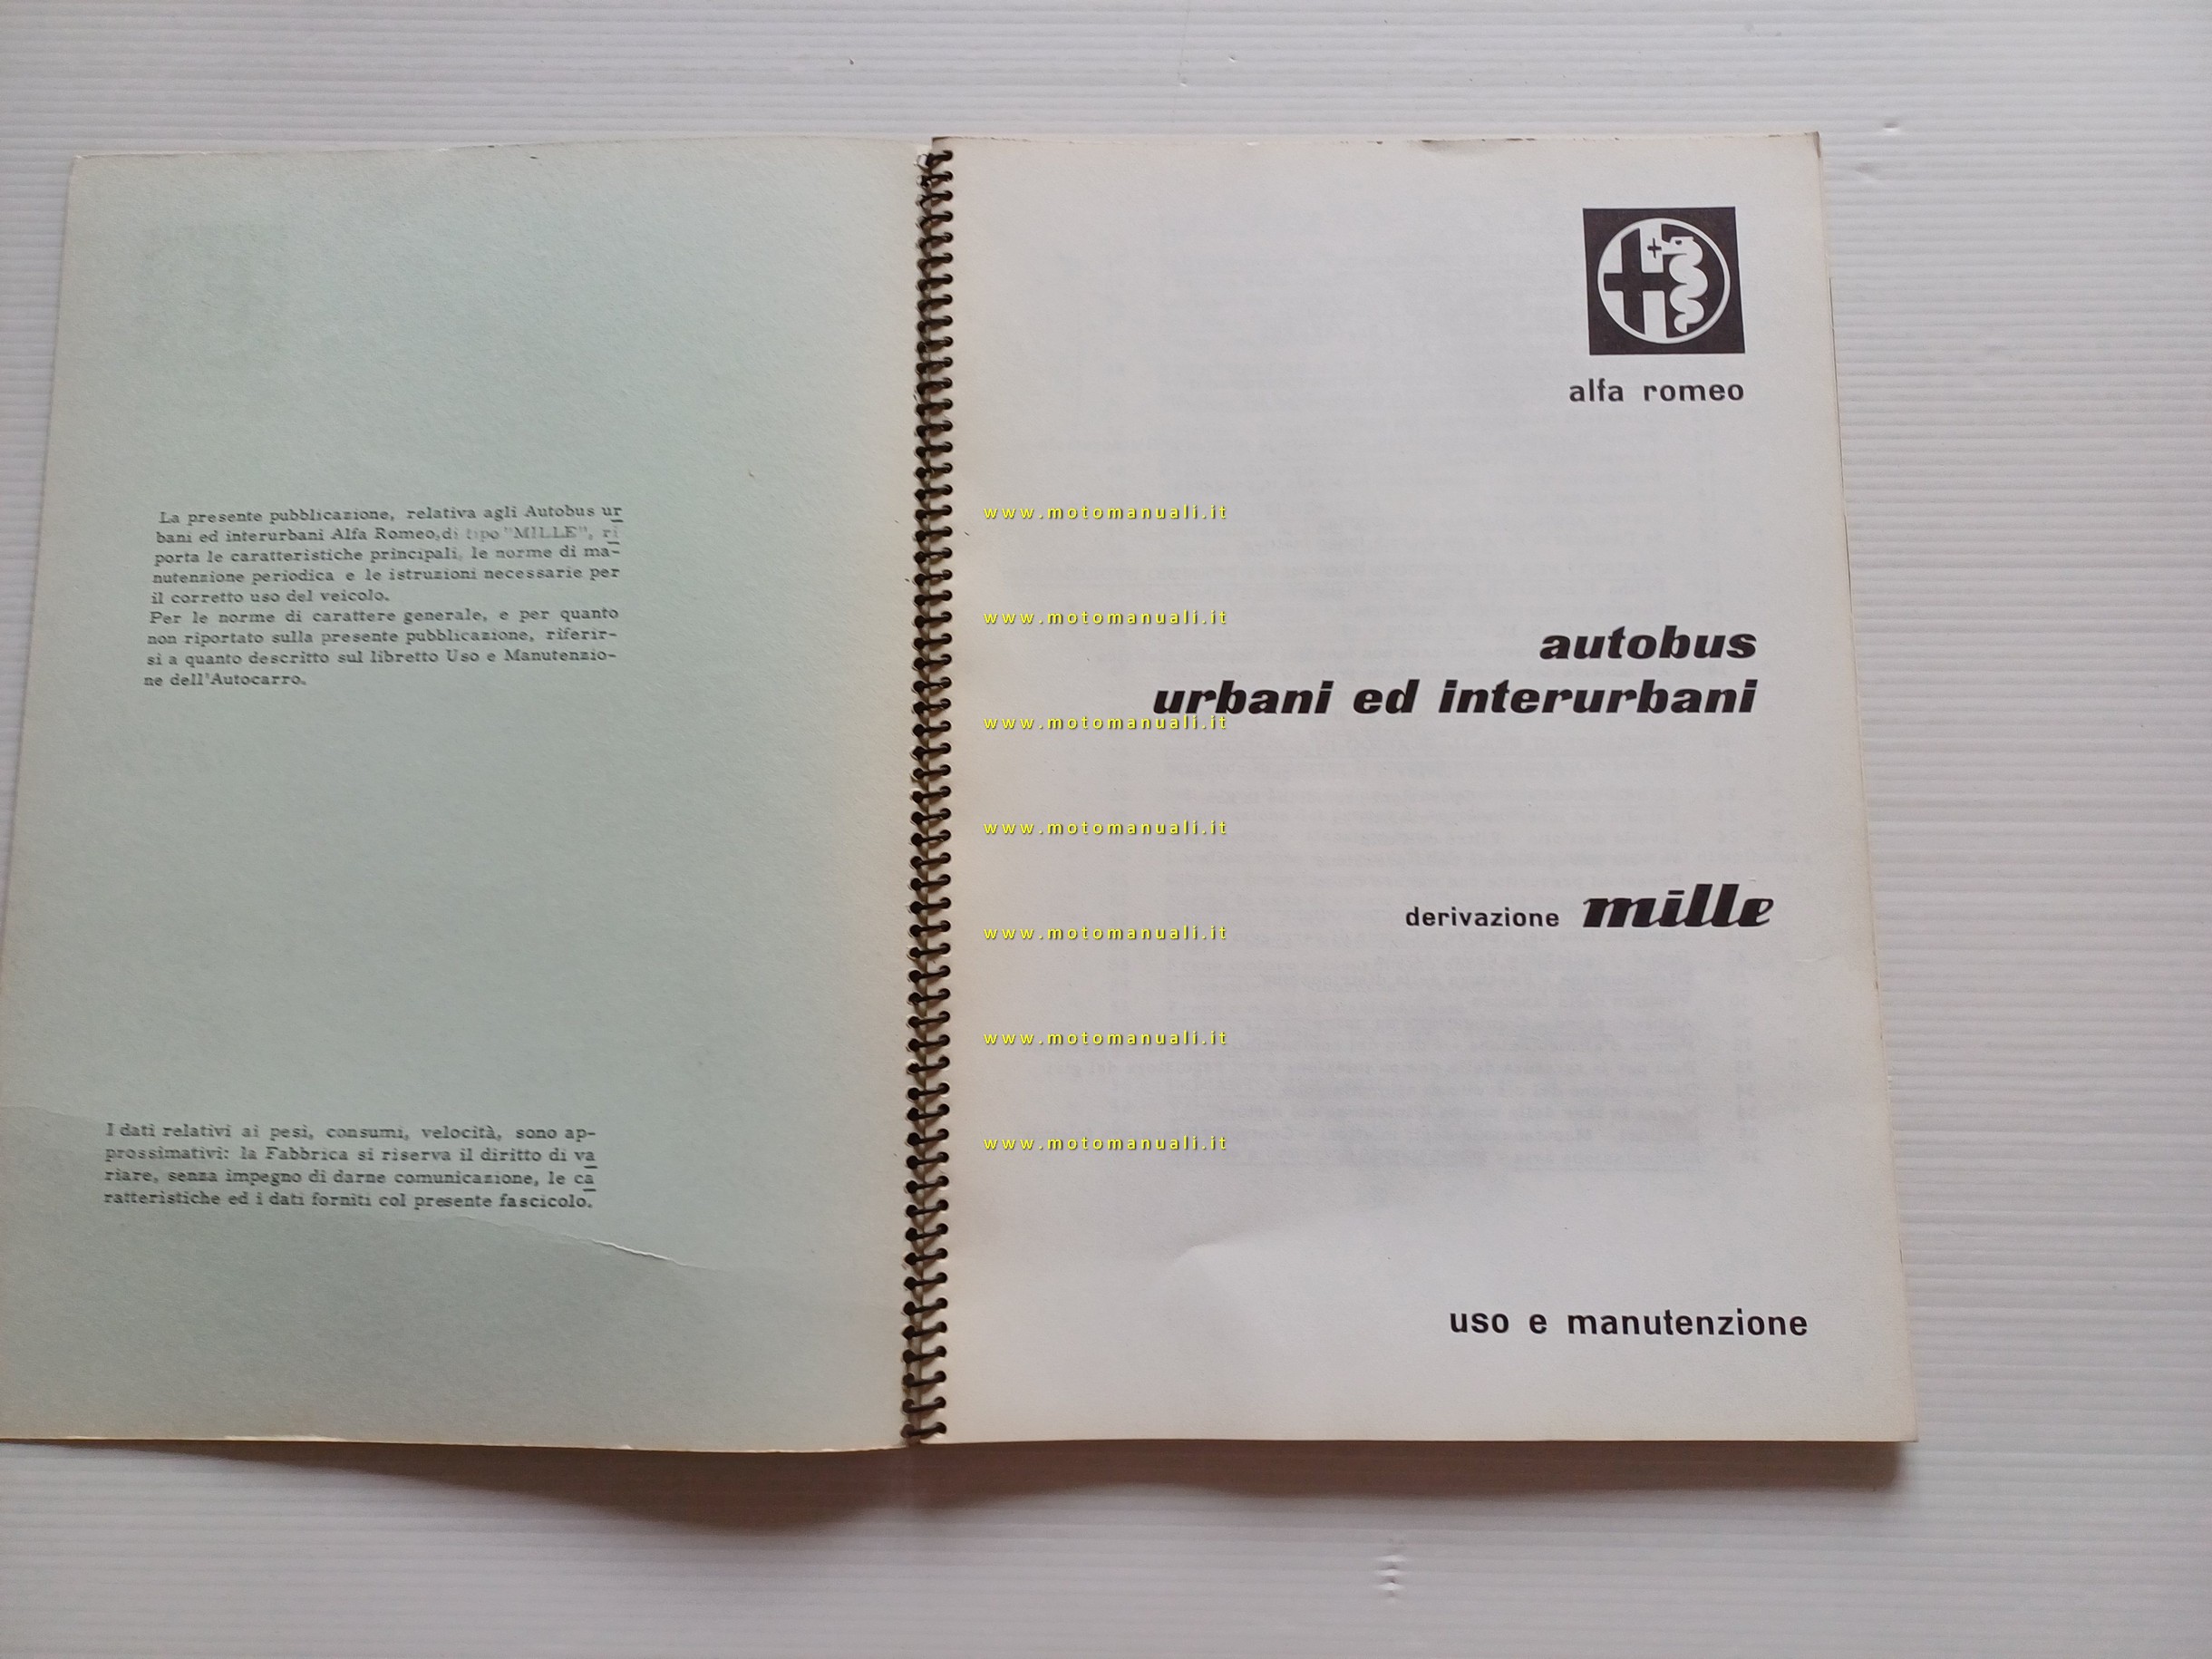 La presente pubblicazione, relativa agli Autobus ur
bani ed interurbani Alfa Romeo,di tipo "MILLE", ri
porta le caratteristiche principali, le norme di ma-
nutenzione periodica e le istruzioni necessarie per
il corretto uso del veicolo.
Per le norme di carattere generale, e per quanto
non riportato sulla presente pubblicazione, riferir-
si a quanto descritto sul libretto Uso e Manutenzio-
ne dell'Autocarro.
I dati relativi ai pesi, consumi, velocità, sono ap-
prossimativi: la Fabbrica si riserva il diritto di va
riare, senza impegno di darne comunicazione, le ca
ratteristiche ed i dati forniti col presente fascicolo.
alfa romeo
www.motomanuali.it
www.motomanuali.it
autobus
urbani ed interurbani
www.motomanuali.it
www.motomanuali.it
derivazione mille
www.motomanuali.it
www.motomanuali.it
www.motomanuali.it
uso e manutenzione